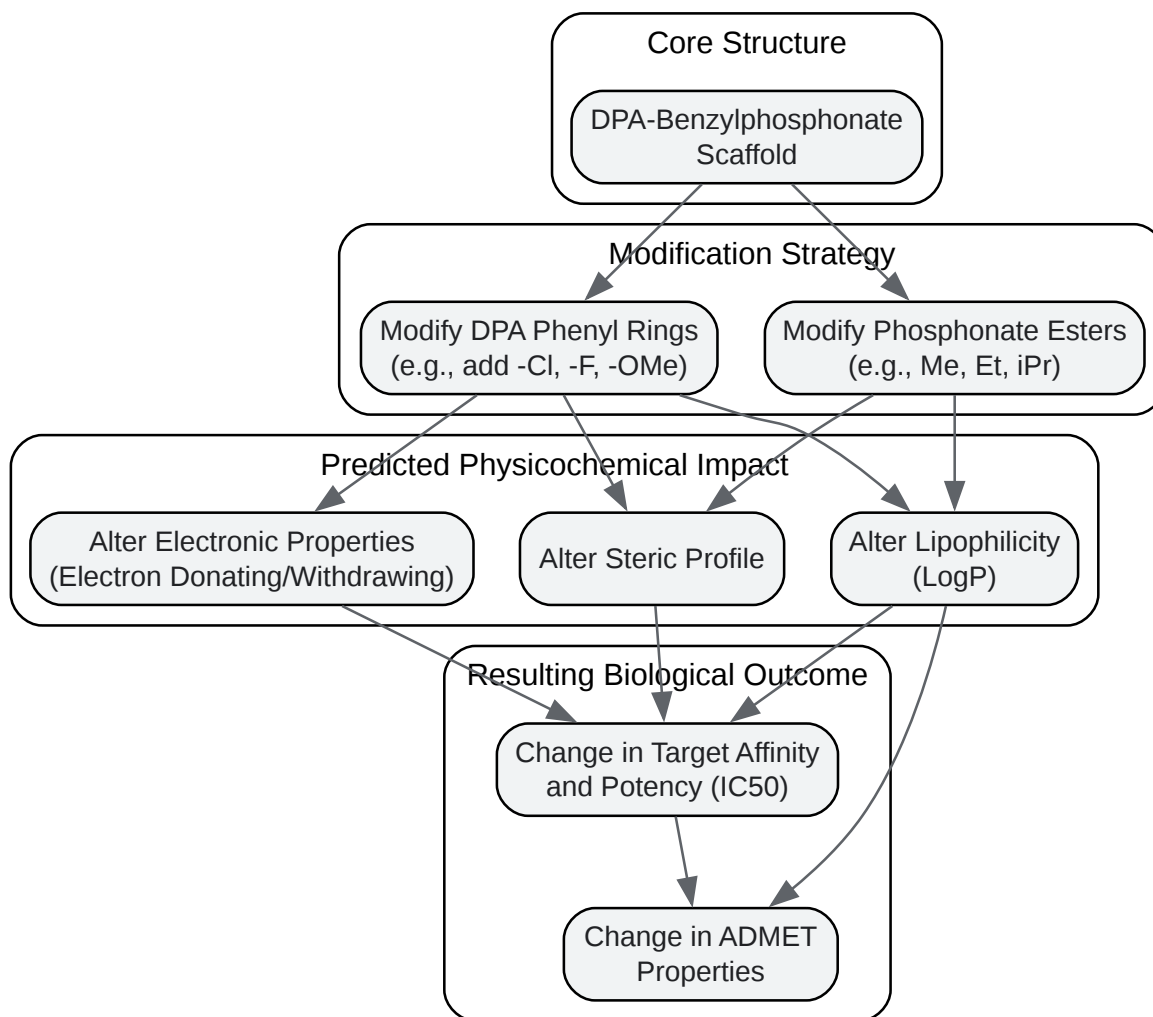 Core Structure
DPA-Benzylphosphonate
Scaffold
Modification Strategy
Modify DPA Phenyl Rings
(e.g., add -Cl, -F, -OMe)
Modify Phosphonate Esters
(e.g., Me, Et, iPr)
Predicted Physicochemical Impact
Alter Electronic Properties
(Electron Donating/Withdrawing)
Alter Steric Profile
Alter Lipophilicity
(LogP)
Resulting Biological Outcome
Change in Target Affinity
and Potency (IC50)
Change in ADMET
Properties